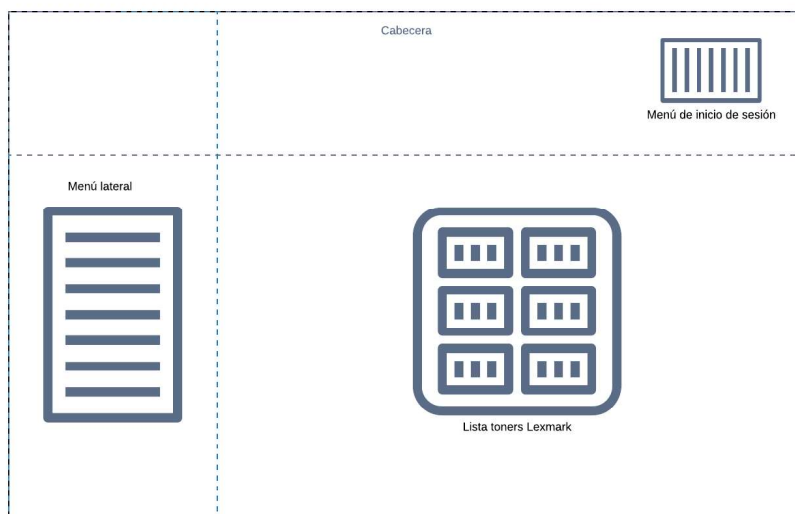 Cabecera
Menú de inicio de sesión
Menú lateral
Lista toners Lexmark